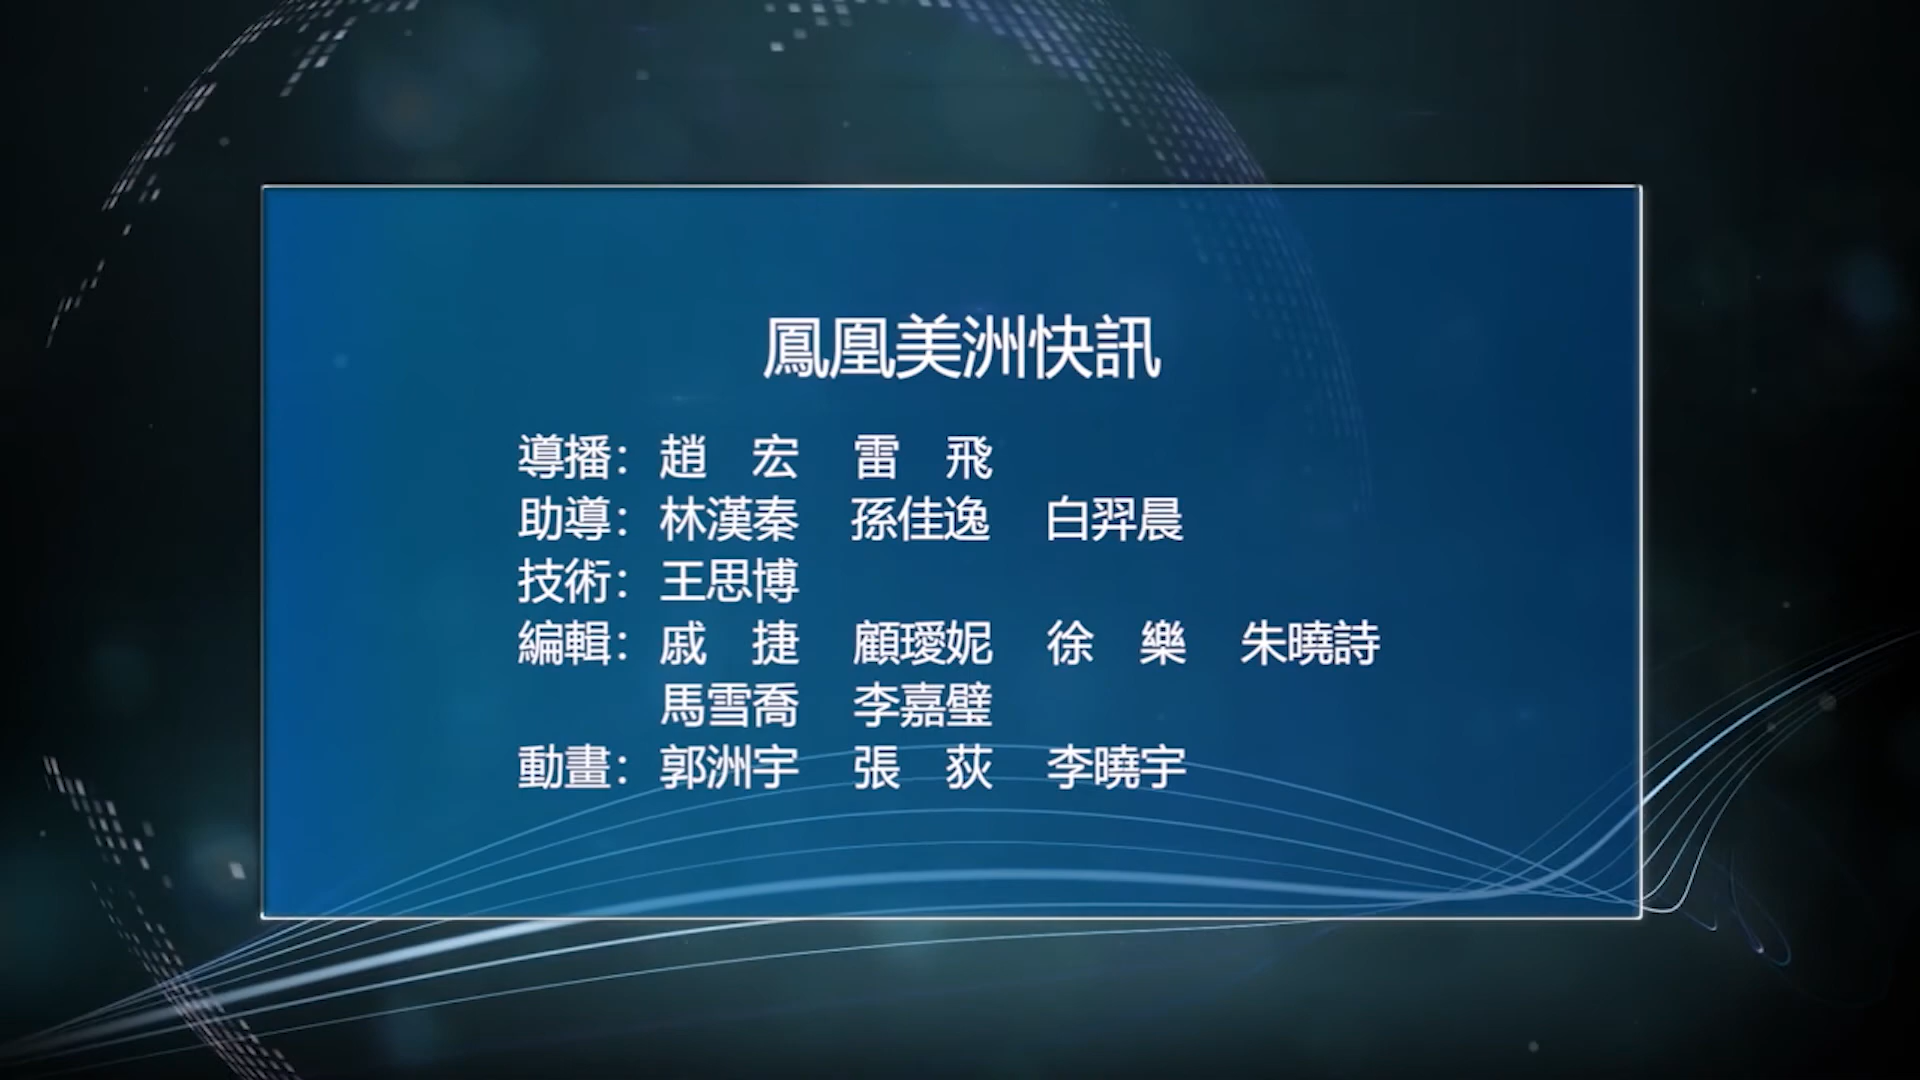 鳳凰美洲快訊
導播：趙　宏　雷　飛
助導：林漢秦　孫佳逸　白羿晨
技術：王思博
編輯：戚　捷　顧璦妮　徐　樂　朱曉詩
馬雪喬　李嘉璧
動畫：郭洲宇　張　荻　李曉宇